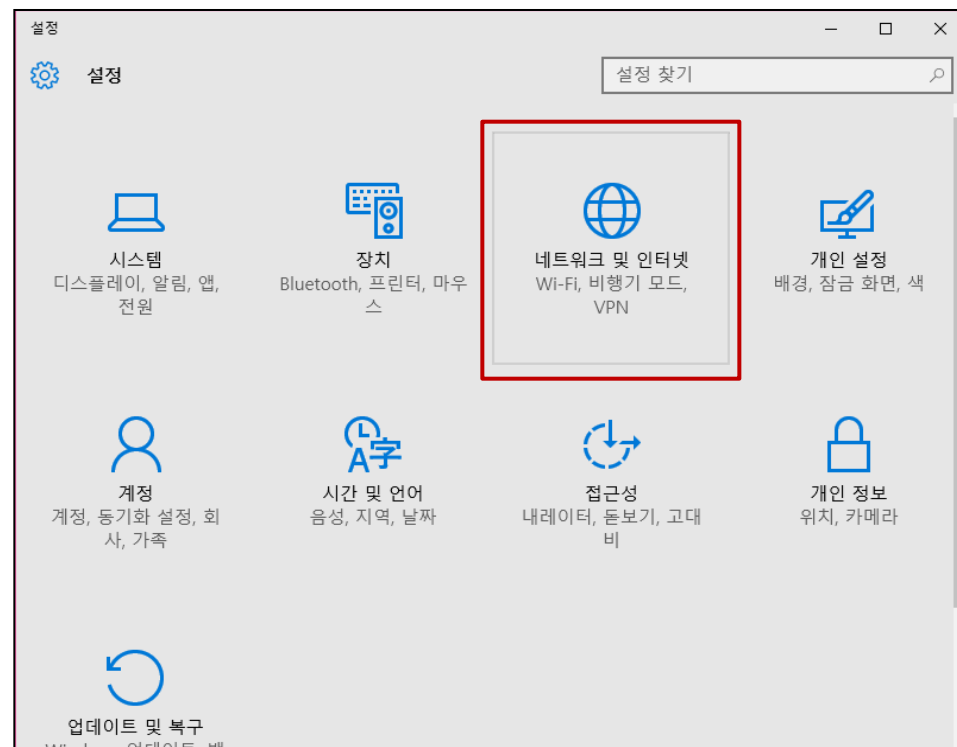 설정
설정
설정 찾기
시스템
디스플레이, 알림, 앱,
전원
장치
Bluetooth, 프린터, 마우
스
네트워크 및 인터넷
Wi-Fi, 비행기 모드,
VPN
개인 설정
배경, 잠금 화면, 색
계정
계정, 동기화 설정, 회
사, 가족
시간 및 언어
음성, 지역, 날짜
접근성
내레이터, 돋보기, 고대
비
개인 정보
위치, 카메라
업데이트 및 복구